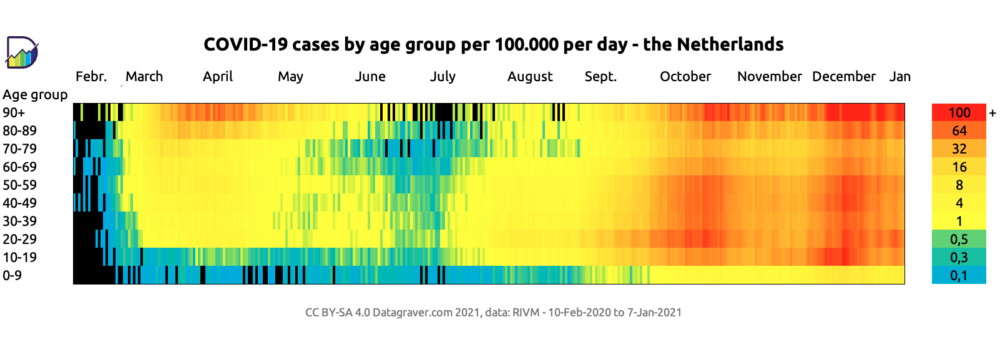 COVID-19 cases by age group per 100.000 per day - the Netherlands
Febr. March April May June July August Sept. October November December Jan
Age group
90+ 100 +
80-89 64
70-79 32
60-69 16
50-59 8
40-49 4
30-39 1
20-29 0,5
10-19 0,3
0-9 0,1
CC BY-SA 4.0 Datagraver.com 2021, data: RIVM - 10-Feb-2020 to 7-Jan-2021